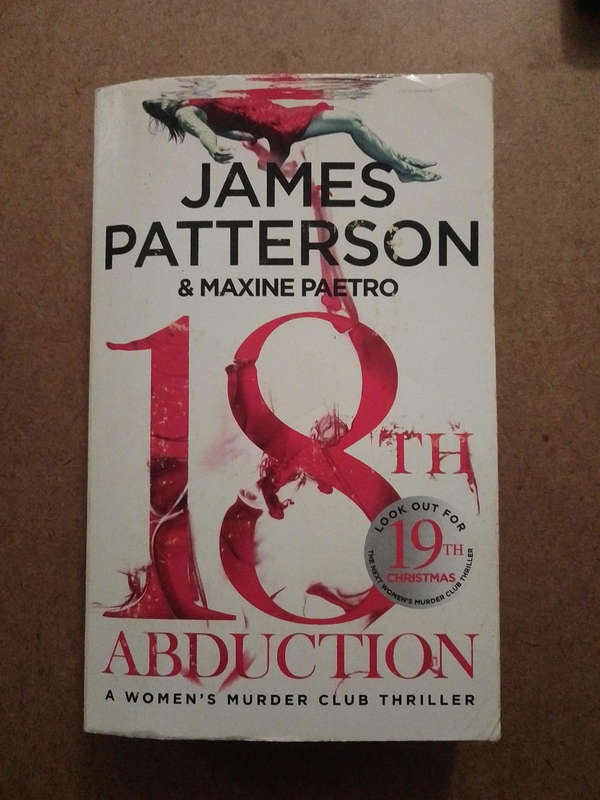 JAMES
PATTERSON
& MAXINE PAETRO
18TH
ABDUCTION
LOOK OUT FOR
19TH
CHRISTMAS
THE NEXT WOMEN'S MURDER CLUB THRILLER
A WOMEN'S MURDER CLUB THRILLER